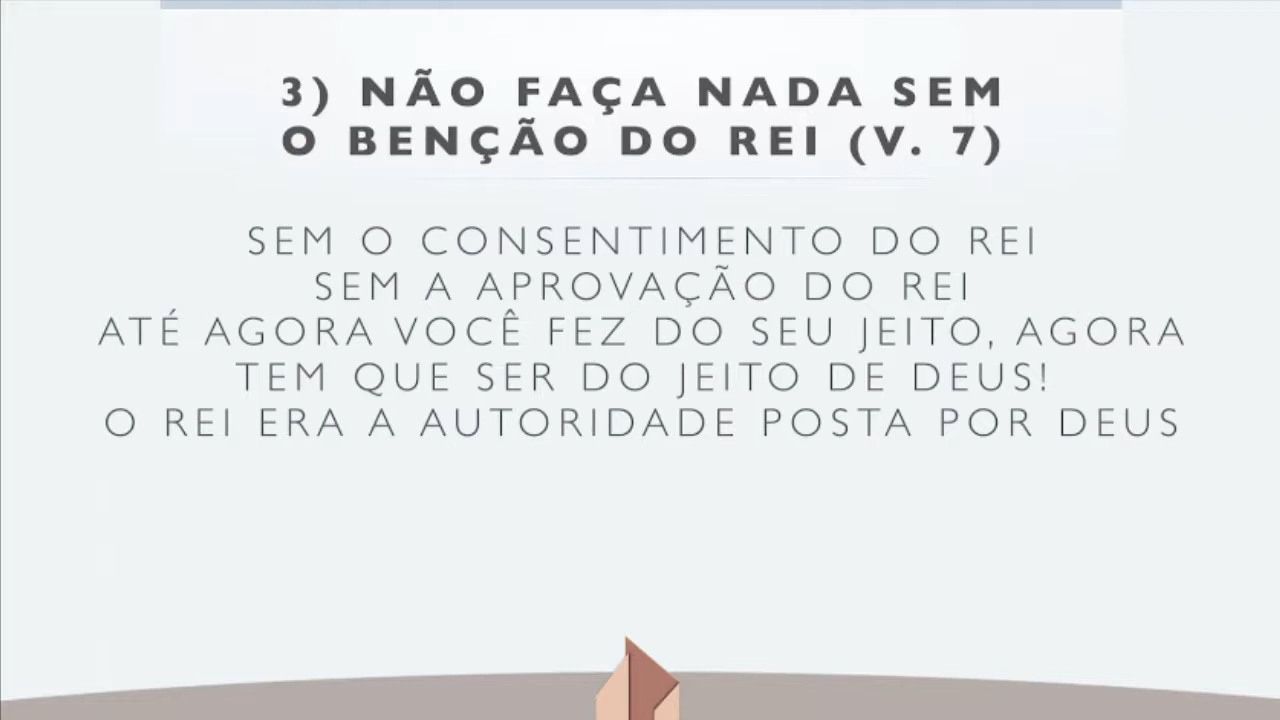 3) NÃO FAÇA NADA SEM
O BENÇÃO DO REI (V. 7)
SEM O CONSENTIMENTO DO REI
SEM A APROVAÇÃO DO REI
ATÉ AGORA VOCÊ FEZ DO SEU JEITO, AGORA
TEM QUE SER DO JEITO DE DEUS!
O REI ERA A AUTORIDADE POSTA POR DEUS